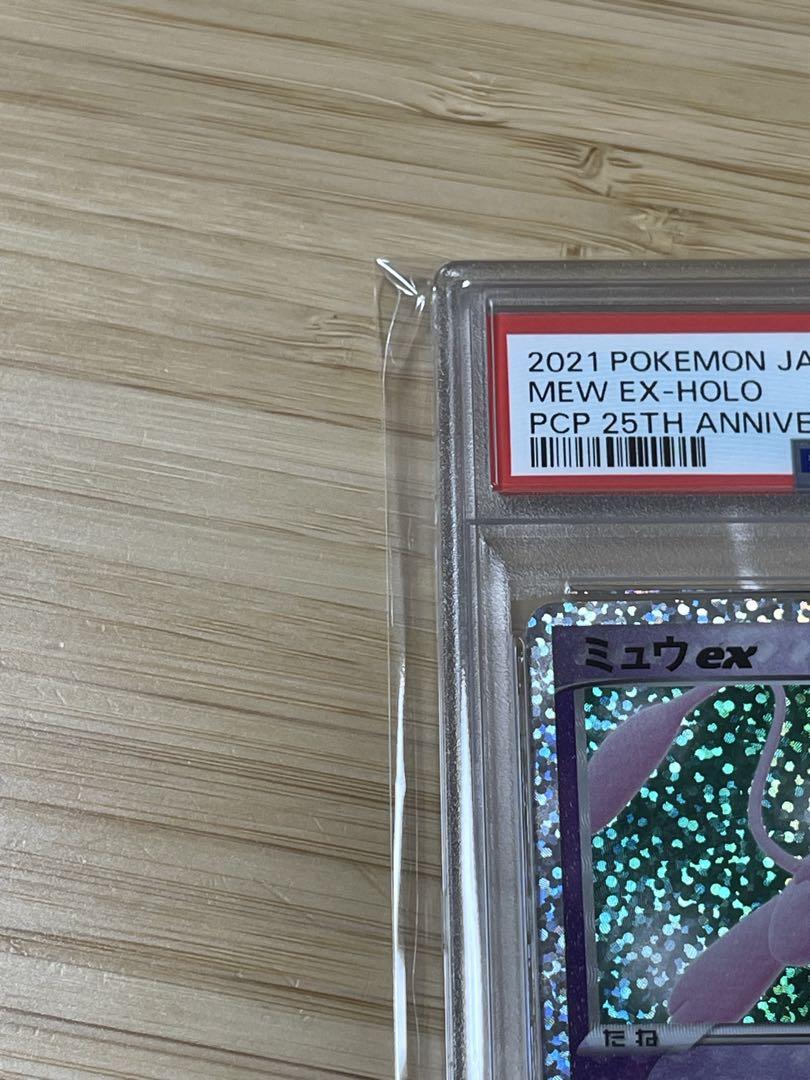 2021 POKEMON JA
MEW EX-HOLO
PCP 25TH ANNIVE
ミュウex
たね